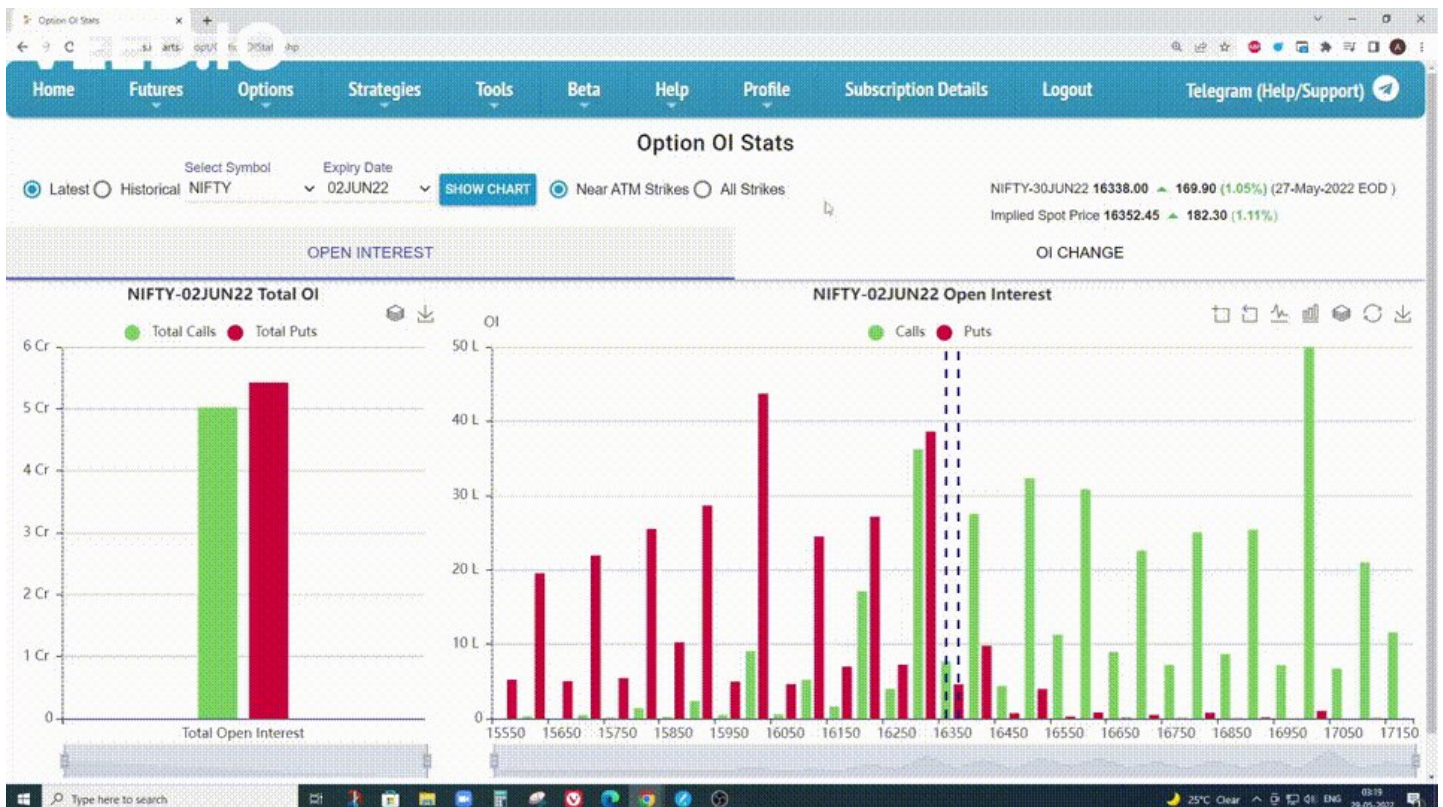 Option OI Stats
VEED.IO
Home Futures Options Strategies Tools Beta Help Profile Subscription Details Logout Telegram (Help/Support)
Option OI Stats
Select Symbol Expiry Date
Latest Historical NIFTY 02JUN22 SHOW CHART Near ATM Strikes All Strikes
NIFTY-30JUN22 16338.00 169.90 (1.05%) (27-May-2022 EOD )
Implied Spot Price 16352.45 182.30 (1.11%)
OPEN INTEREST OI CHANGE
NIFTY-02JUN22 Total OI
Total Calls Total Puts
6 Cr
5 Cr
4 Cr
3 Cr
2 Cr
1 Cr
0
Total Open Interest
NIFTY-02JUN22 Open Interest
OI
Calls Puts
50 L
40 L
30 L
20 L
10 L
0
15550 15650 15750 15850 15950 16050 16150 16250 16350 16450 16550 16650 16750 16850 16950 17050 17150
Type here to search
25°C Clear ENG 03:19